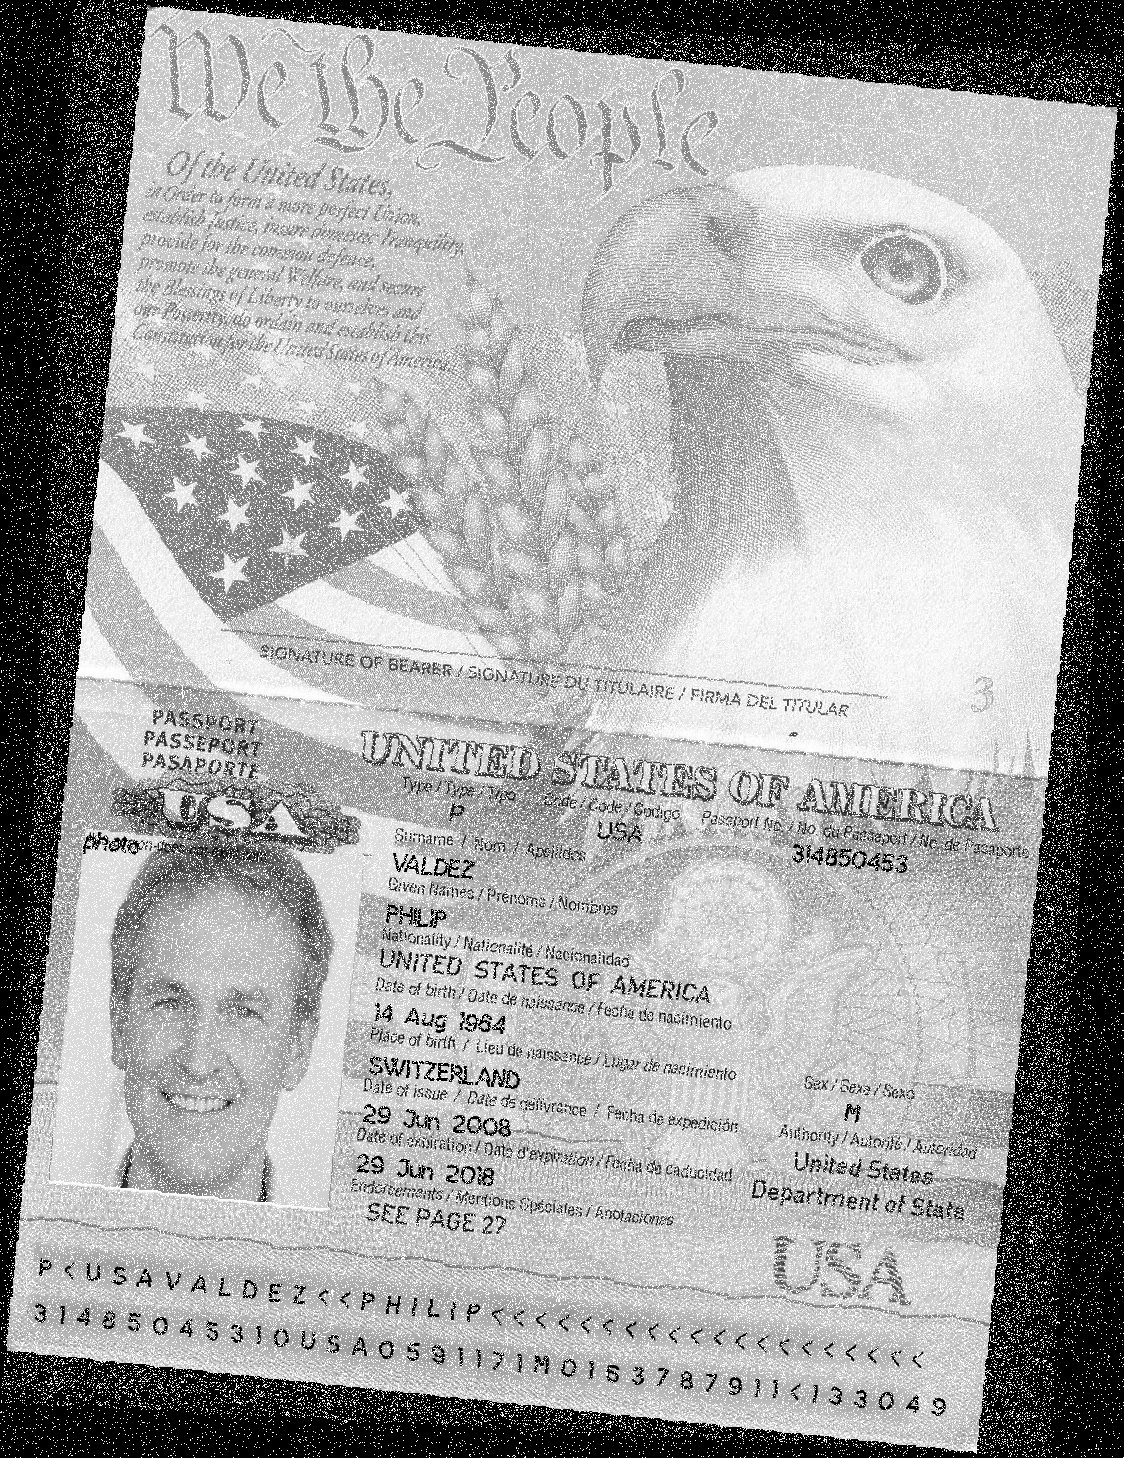 We the People
Of the United States,
in Order to form a more perfect Union,
establish Justice, insure domestic Tranquility,
provide for the common defence,
promote the general Welfare, and secure
the Blessings of Liberty to ourselves and
our Posterity, do ordain and establish this
Constitution for the United States of America.
SIGNATURE OF BEARER / SIGNATURE DU TITULAIRE / FIRMA DEL TITULAR
3
PASSPORT
PASSEPORT
PASAPORTE
UNITED STATES OF AMERICA
USA
Type / Type / Tipo Code / Code / Codigo Passport No. / No. du Passeport / No. de Pasaporte
P USA 314850453
photo
Surname / Nom / Apellidos
VALDEZ
Given Names / Prenoms / Nombres
PHILIP
Nationality / Nationalité / Nacionalidad
UNITED STATES OF AMERICA
Date of birth / Date de naissance / Fecha de nacimiento
14 Aug 1964
Place of birth / Lieu de naissance / Lugar de nacimiento
SWITZERLAND
Sex / Sexe / Sexo
M
Date of issue / Date de delivrance / Fecha de expedición
29 Jun 2008
Authority / Autorité / Autoridad
United States
Department of State
Date of expiration / Date d'expiration / Fecha de caducidad
29 Jun 2018
Endorsements / Mentions Spéciales / Anotaciones
SEE PAGE 27
USA
P<USAVALDEZ<<PHILIP<<<<<<<<<<<<<<<<<<<<
3148504531OUSA0591171M0153787911<133049